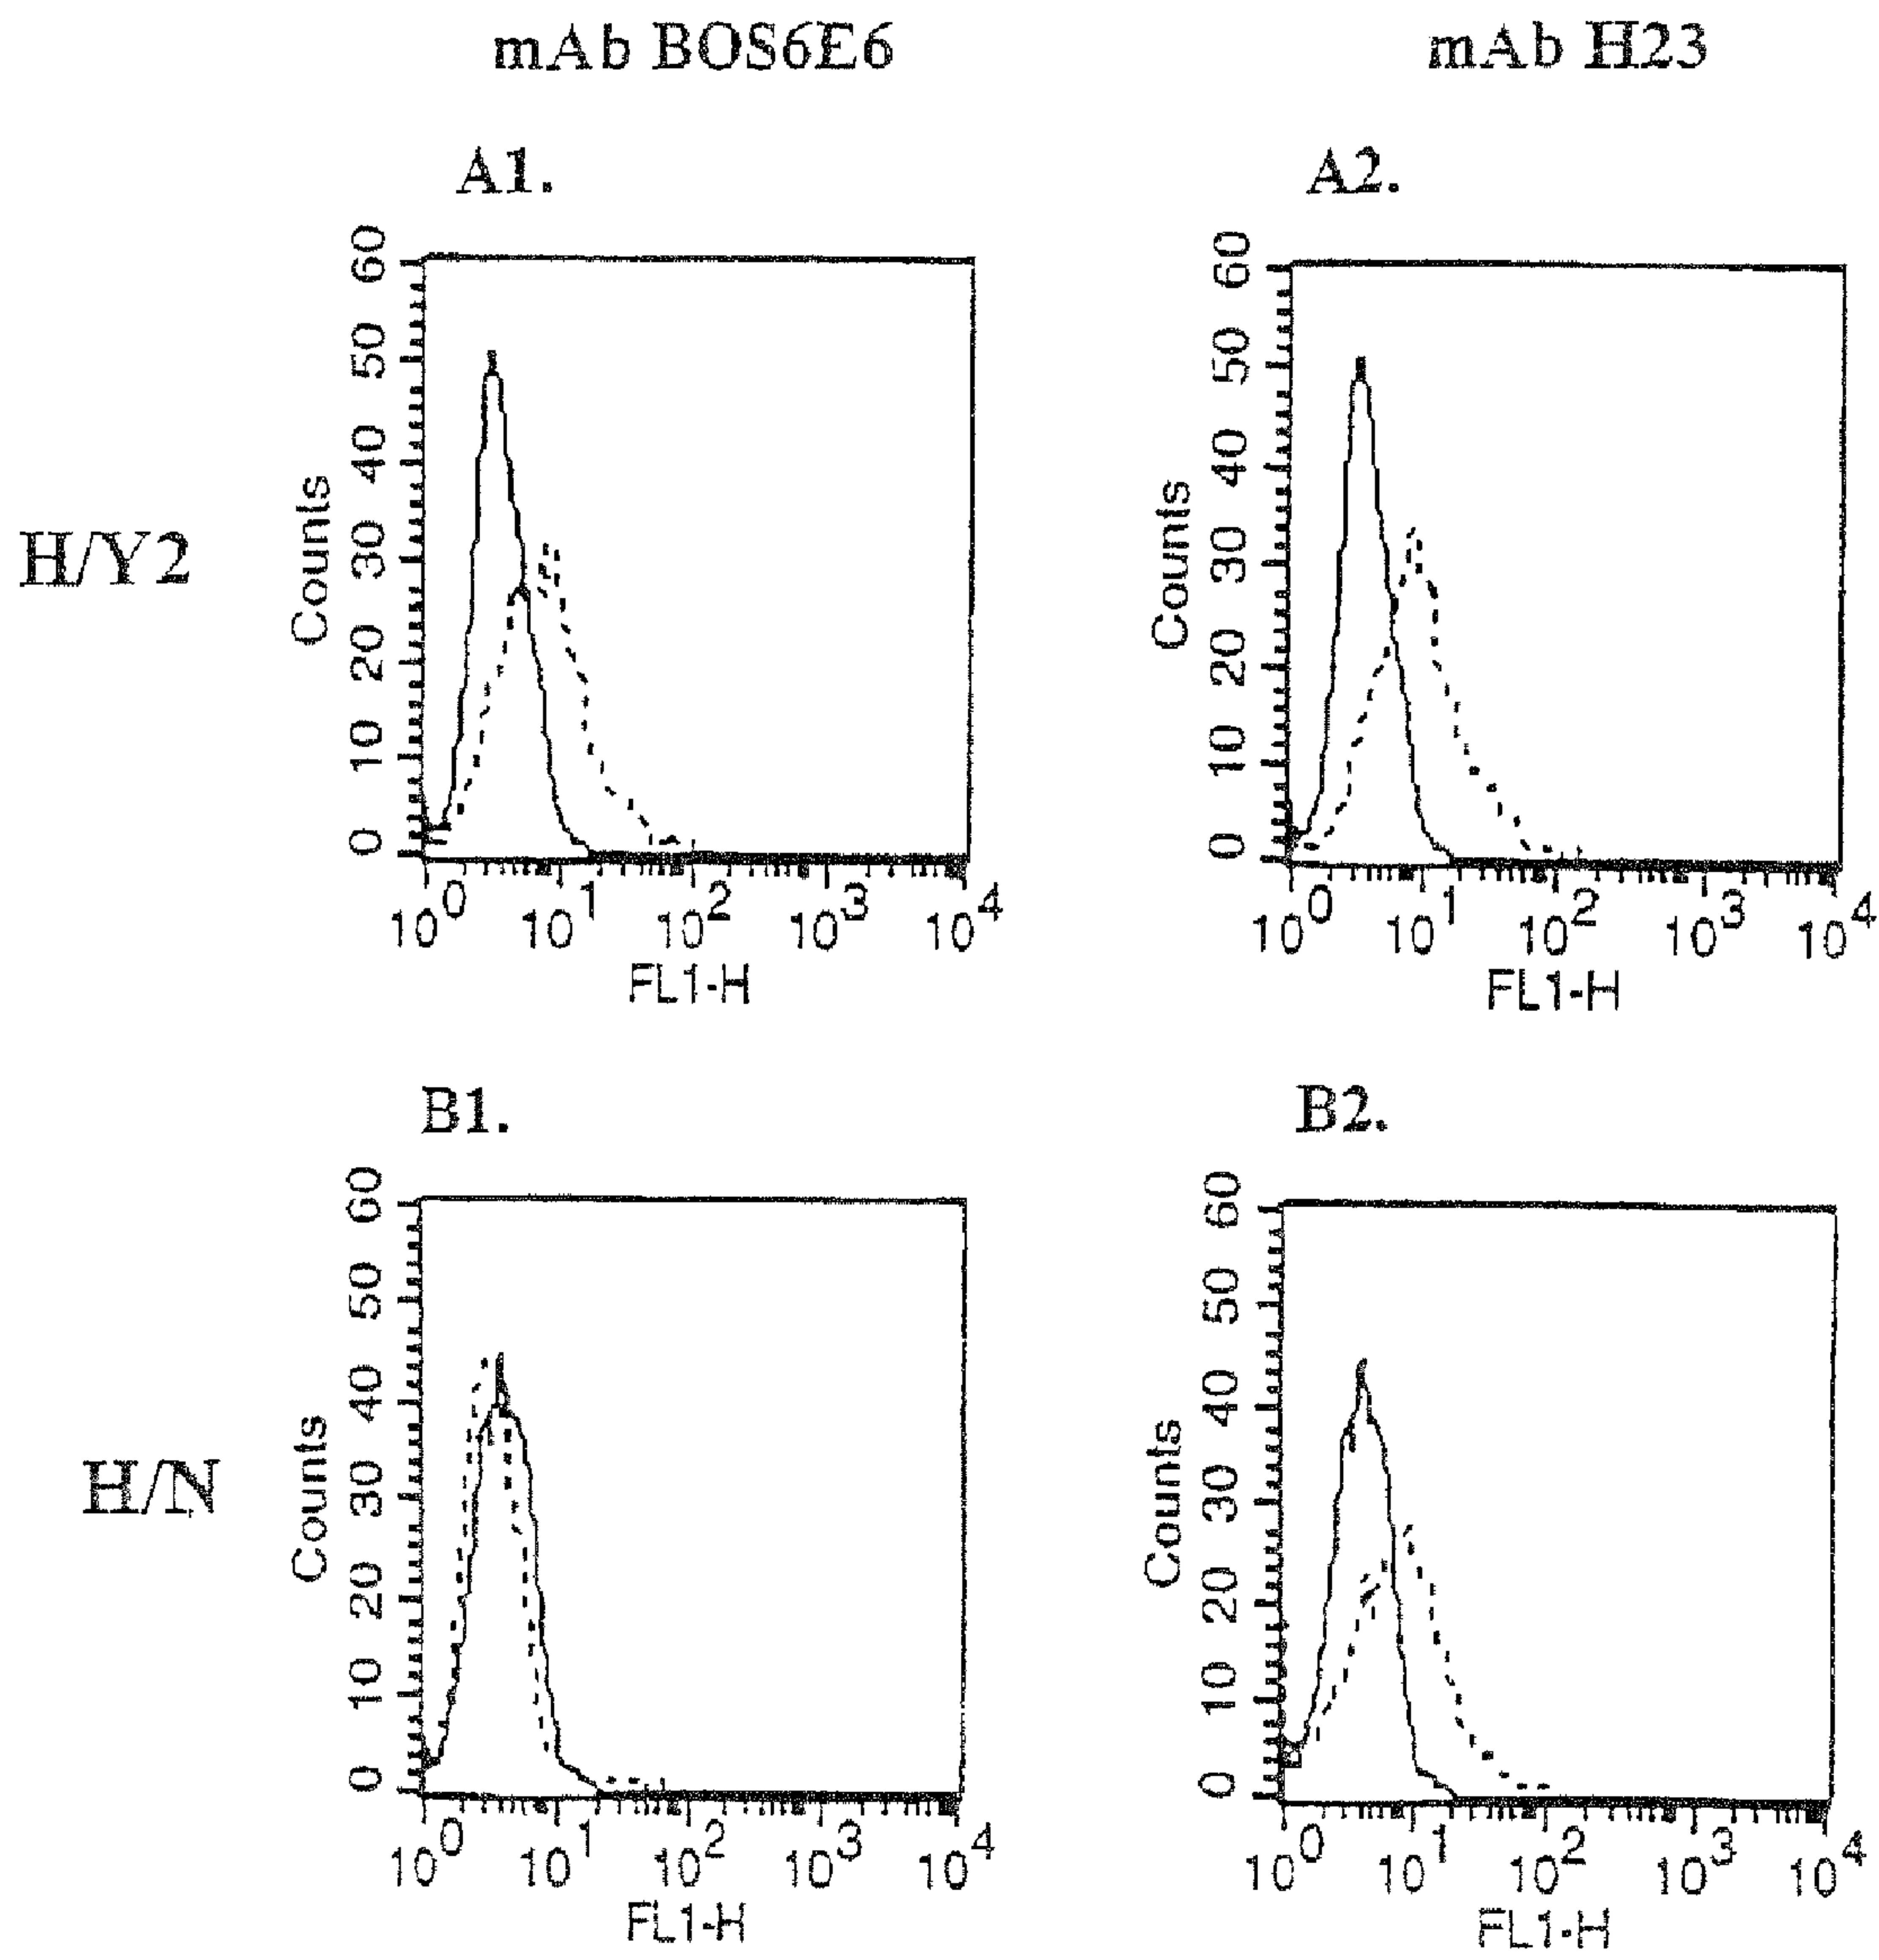 mAb BOS6E6 mAb H23
A1. A2.
60 60
50 50
40 40
H/Y2 Counts 30 Counts 30
20 20
10 10
0 0
10^0 10^1 10^2 10^3 10^4 10^0 10^1 10^2 10^3 10^4
FL1-H FL1-H
B1. B2.
60 60
50 50
40 40
H/N Counts 30 Counts 30
20 20
10 10
0 0
10^0 10^1 10^2 10^3 10^4 10^0 10^1 10^2 10^3 10^4
FL1-H FL1-H